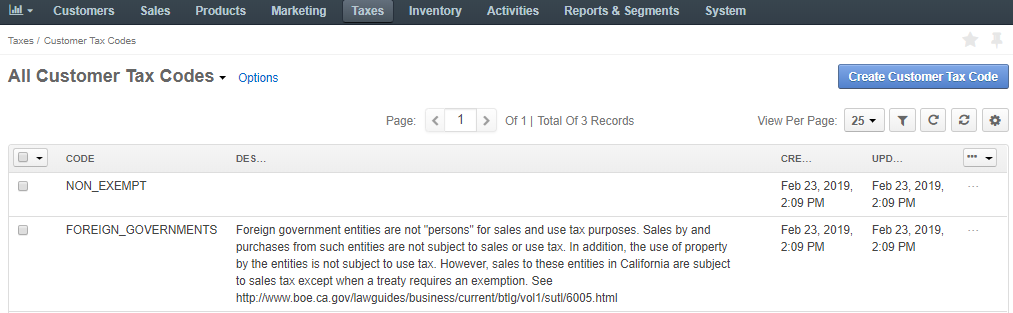 Customers Sales Products Marketing Taxes Inventory Activities Reports & Segments System
Taxes / Customer Tax Codes
All Customer Tax Codes Options Create Customer Tax Code
Page: 1 Of 1 | Total Of 3 Records View Per Page: 25
CODE DES... CRE... UPD... ...
NON_EXEMPT Feb 23, 2019, Feb 23, 2019, ...
2:09 PM 2:09 PM
FOREIGN_GOVERNMENTS Foreign government entities are not "persons" for sales and use tax purposes. Sales by and Feb 23, 2019, Feb 23, 2019, ...
purchases from such entities are not subject to sales or use tax. In addition, the use of property 2:09 PM 2:09 PM
by the entities is not subject to use tax. However, sales to these entities in California are subject
to sales tax except when a treaty requires an exemption. See
http://www.boe.ca.gov/lawguides/business/current/btlg/vol1/sutl/6005.html